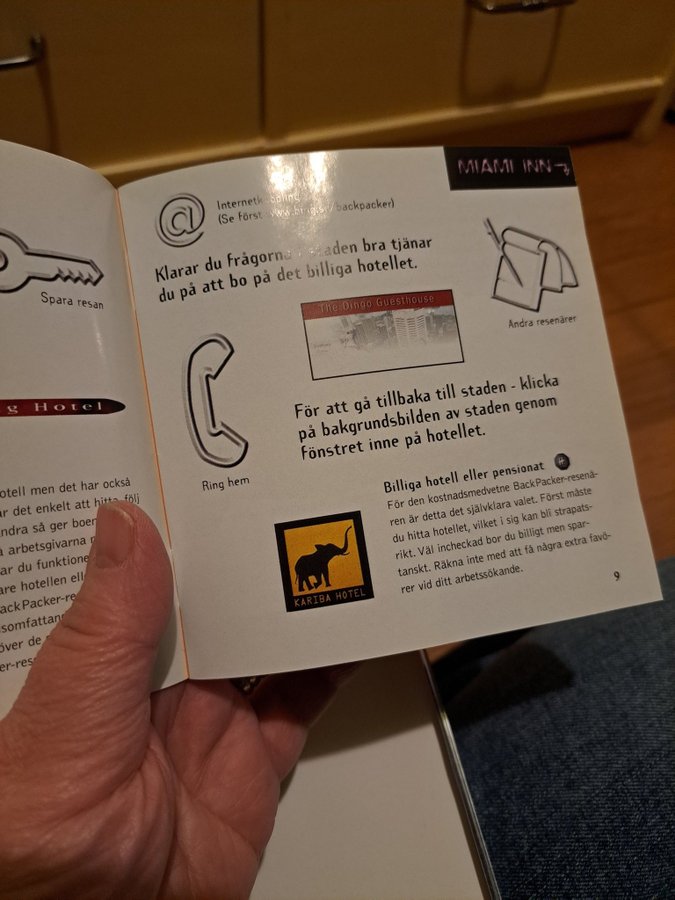 Spara resan
g Hotel
otell men det har också
r det enkelt att hitta följ
ndra så ger boen
a arbetsgivarna
ar du funktione
are hotellen ell
ackPacker-res
somfattan
över de
er-res
MIAMI INN
@
(Se först /backpacker)
Klarar du frågorna staden bra tjänar
du på att bo på det billiga hotellet.
The Dingo Guesthouse
Andra resenärer
Ring hem
För att gå tillbaka till staden - klicka
på bakgrundsbilden av staden genom
fönstret inne på hotellet.
Billiga hotell eller pensionat
För den kostnadsmedvetne BackPacker-resenä-
ren är detta det självklara valet. Först måste
du hitta hotellet, vilket i sig kan bli strapats-
rikt. Väl incheckad bor du billigt men spar-
tanskt. Räkna inte med att få några extra favö-
rer vid ditt arbetssökande.
KARIBA HOTEL
9